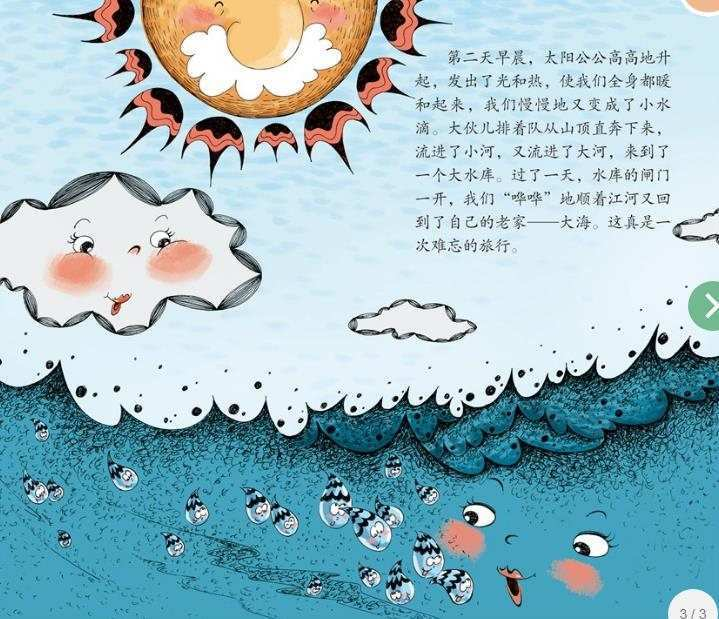 第二天早晨，太阳公公高高地升
起，发出了光和热，使我们全身都暖
和起来，我们慢慢地又变成了小水
滴。大伙儿排着队从山顶直奔下来，
流进了小河，又流进了大河，来到了
一个大水库。过了一天，水库的闸门
一开，我们“哗哗”地顺着江河又回
到了自己的老家——大海。这真是一
次难忘的旅行。
3 / 3